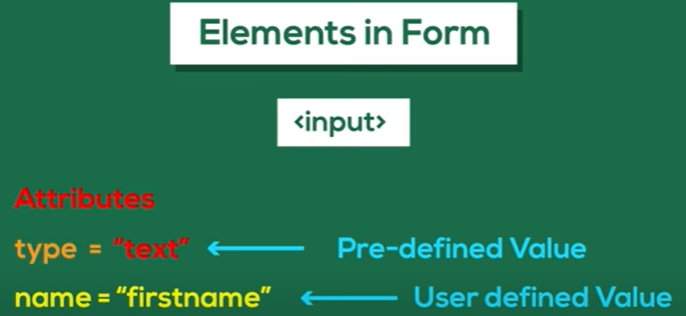 Elements in Form
<input>
Attributes
type = “text” Pre-defined Value
name = “firstname” User defined Value